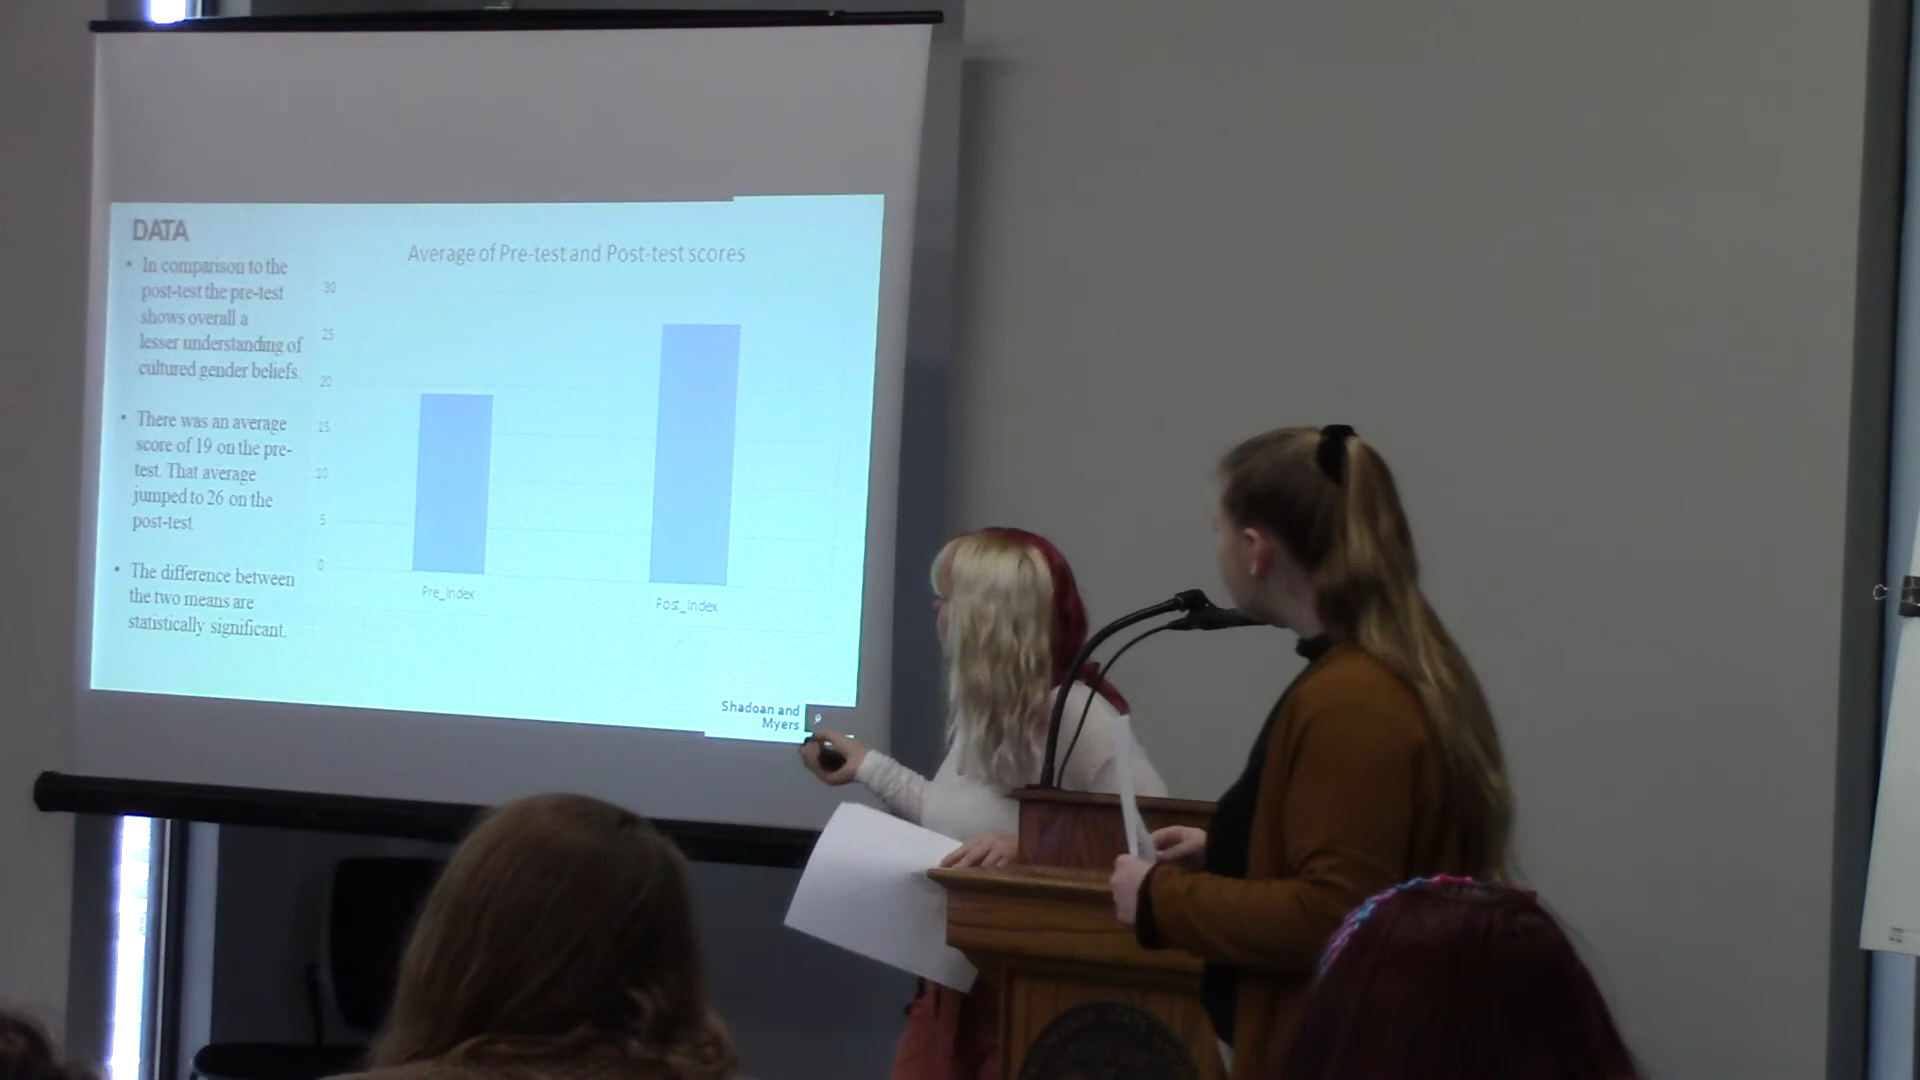 DATA
• In comparison to the
post-test the pre-test
shows overall a
lesser understanding of
cultured gender beliefs.
• There was an average
score of 19 on the pre-
test. That average
jumped to 26 on the
post-test.
• The difference between
the two means are
statistically significant.
Average of Pre-test and Post-test scores
30
25
20
15
10
5
0
Pre_Index
Post_Index
Shadoan and
Myers
9